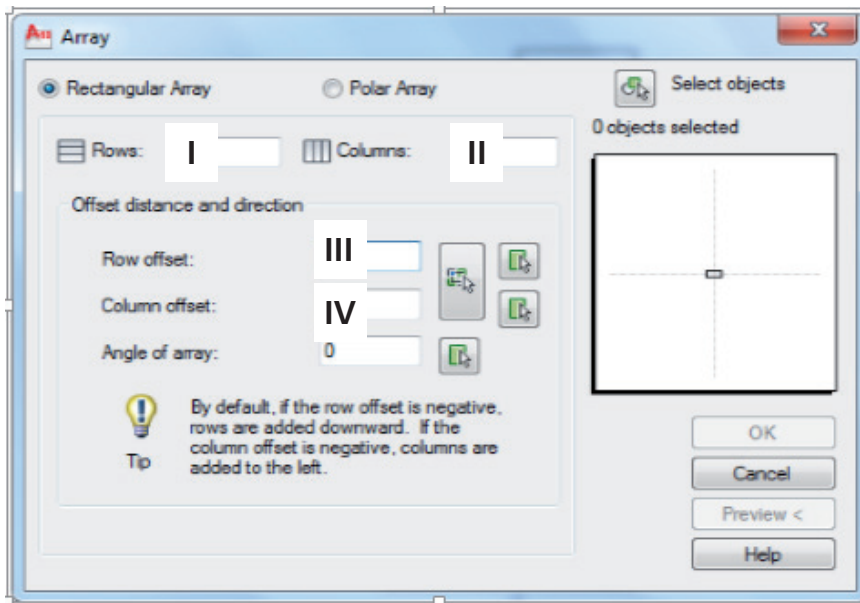 Array
Rectangular Array Polar Array Select objects
0 objects selected
Rows: I Columns: II
Offset distance and direction
Row offset: III
Column offset: IV
Angle of array: 0
By default, if the row offset is negative,
rows are added downward. If the
column offset is negative, columns are
added to the left.
Tip
OK
Cancel
Preview <
Help